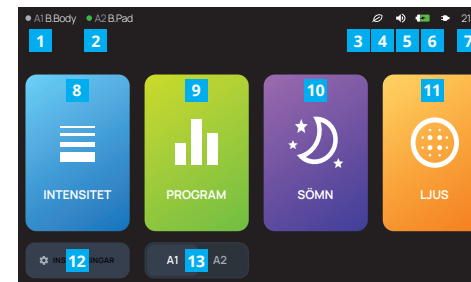 A1 B.Body A2 B.Pad 21
1 2 3 4 5 6 7
8 9 10 11
INTENSITET PROGRAM SÖMN LJUS
12 A1 13 A2